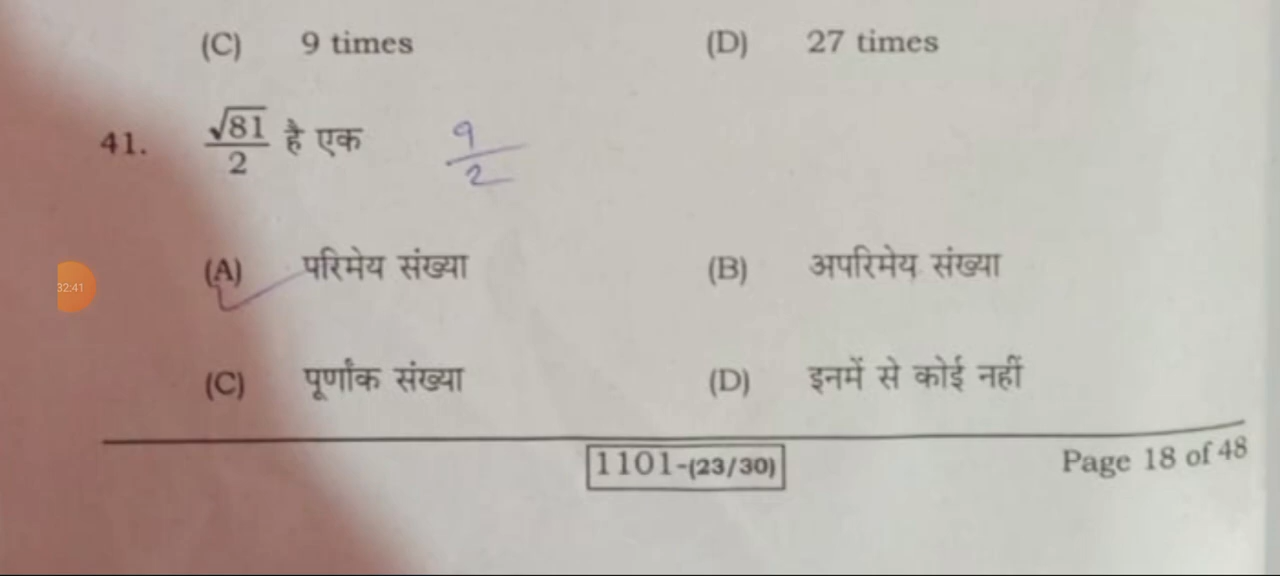 (C) 9 times (D) 27 times
41. √81/2 है एक 9/2
(A) परिमेय संख्या (B) अपरिमेय संख्या
32:41
(C) पूर्णांक संख्या (D) इनमें से कोई नहीं
1101-(23/30) Page 18 of 48